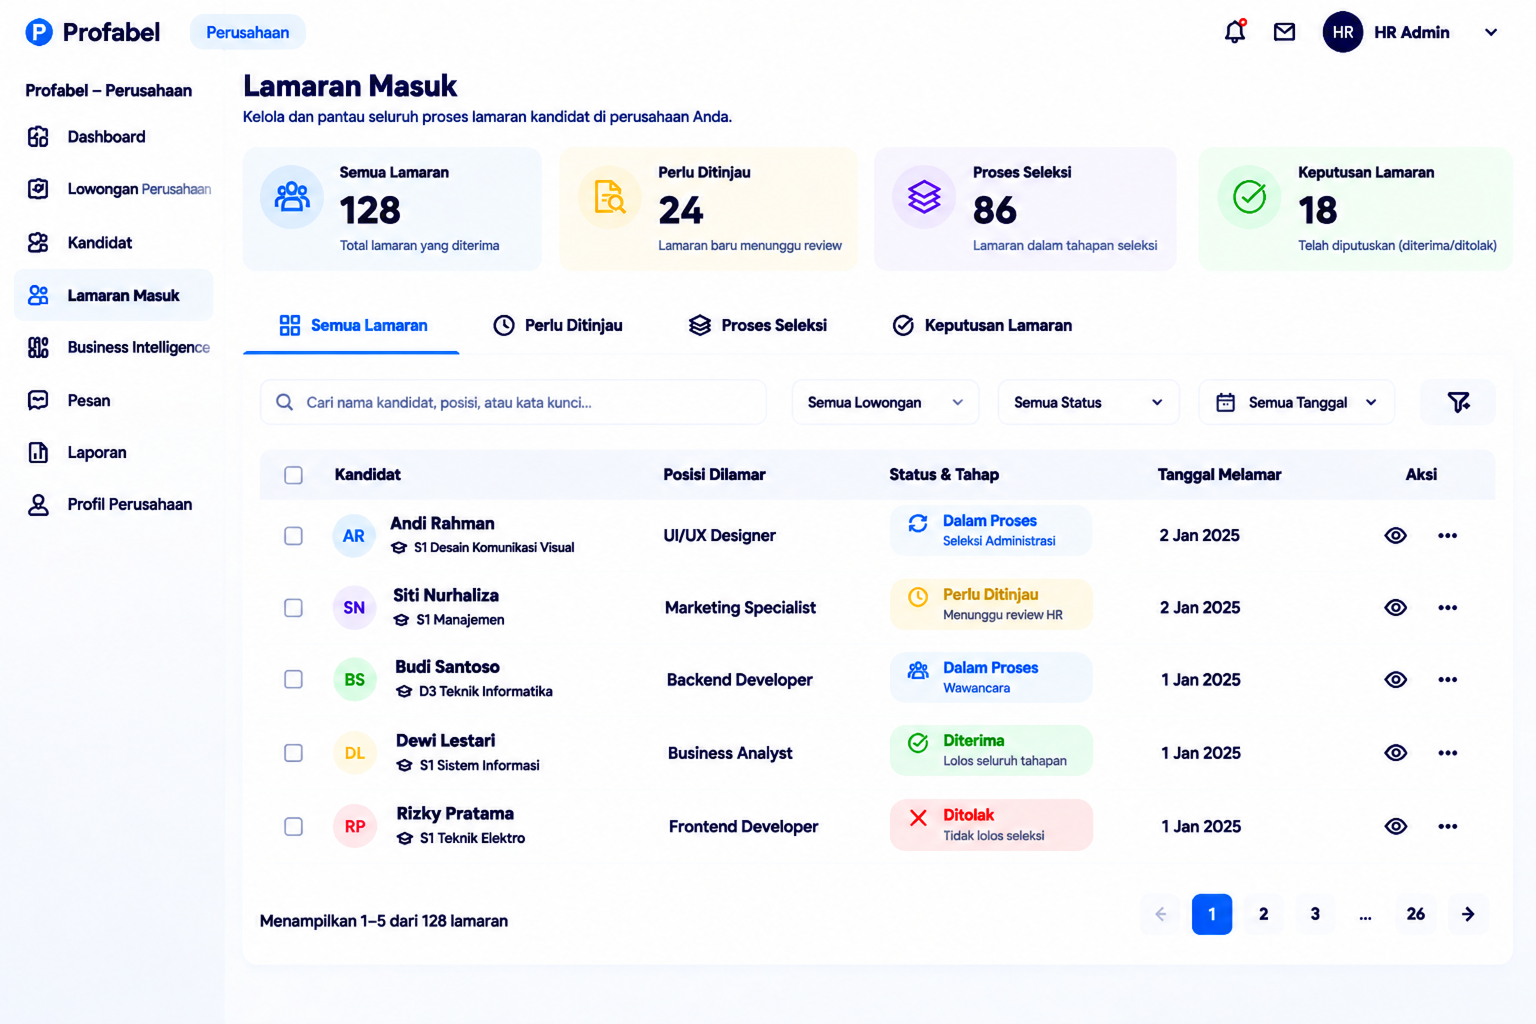 Profabel
Perusahaan
HR
HR Admin
Profabel – Perusahaan
Dashboard
Lowongan Perusahaan
Kandidat
Lamaran Masuk
Business Intelligence
Pesan
Laporan
Profil Perusahaan
Lamaran Masuk
Kelola dan pantau seluruh proses lamaran kandidat di perusahaan Anda.
Semua Lamaran
128
Total lamaran yang diterima
Perlu Ditinjau
24
Lamaran baru menunggu review
Proses Seleksi
86
Lamaran dalam tahapan seleksi
Keputusan Lamaran
18
Telah diputuskan (diterima/ditolak)
Semua Lamaran
Perlu Ditinjau
Proses Seleksi
Keputusan Lamaran
Cari nama kandidat, posisi, atau kata kunci...
Semua Lowongan
Semua Status
Semua Tanggal
Kandidat
Posisi Dilamar
Status & Tahap
Tanggal Melamar
Aksi
AR
Andi Rahman
S1 Desain Komunikasi Visual
UI/UX Designer
Dalam Proses
Seleksi Administrasi
2 Jan 2025
SN
Siti Nurhaliza
S1 Manajemen
Marketing Specialist
Perlu Ditinjau
Menunggu review HR
2 Jan 2025
BS
Budi Santoso
D3 Teknik Informatika
Backend Developer
Dalam Proses
Wawancara
1 Jan 2025
DL
Dewi Lestari
S1 Sistem Informasi
Business Analyst
Diterima
Lolos seluruh tahapan
1 Jan 2025
RP
Rizky Pratama
S1 Teknik Elektro
Frontend Developer
Ditolak
Tidak lolos seleksi
1 Jan 2025
Menampilkan 1–5 dari 128 lamaran
1
2
3
...
26